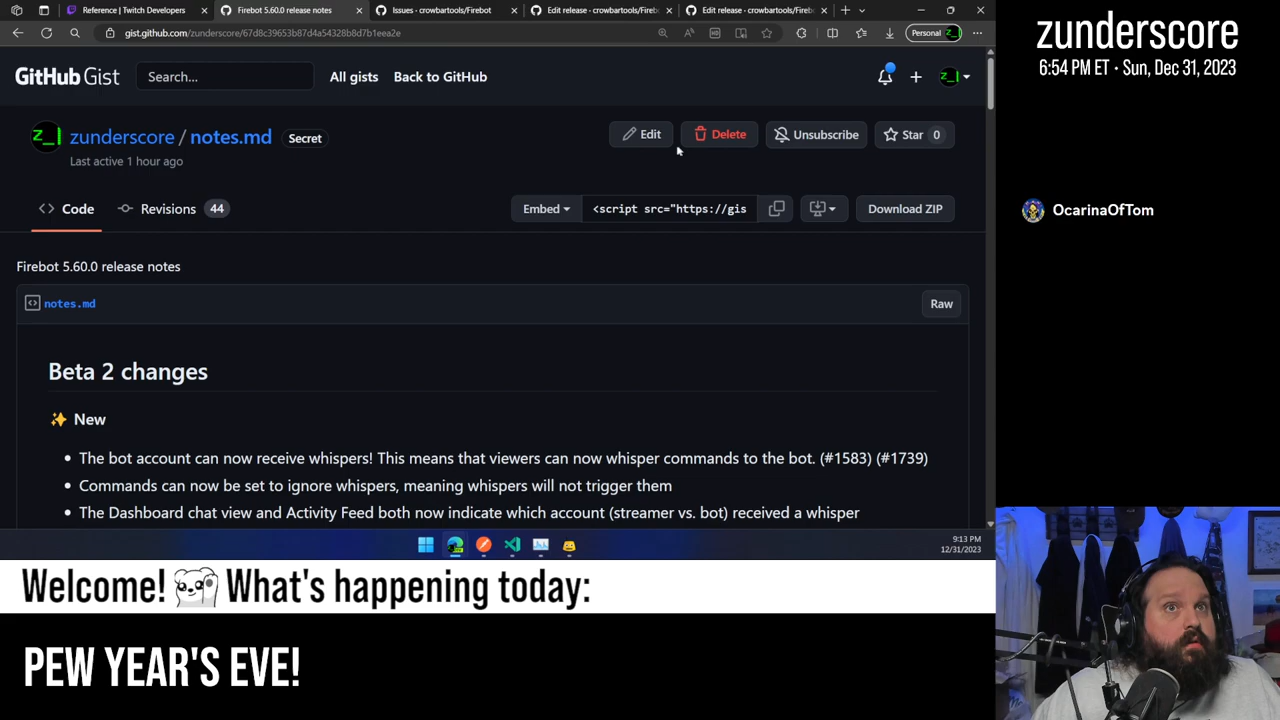 Reference | Twitch Developers
Firebot 5.60.0 release notes
Issues - crowbartools/Firebot
Edit release · crowbartools/Fireb
Edit release · crowbartools/Fireb
gist.github.com/zunderscore/67d8c39653b87d4a54328b8d7b1eea2e
Personal
z_|
GitHub Gist
Search...
All gists
Back to GitHub
z_|
z_|
zunderscore / notes.md
Secret
Last active 1 hour ago
Edit
Delete
Unsubscribe
Star 0
Code
Revisions 44
Embed
<script src="https://gis
Download ZIP
Firebot 5.60.0 release notes
notes.md
Raw
Beta 2 changes
✨ New
• The bot account can now receive whispers! This means that viewers can now whisper commands to the bot. (#1583) (#1739)
• Commands can now be set to ignore whispers, meaning whispers will not trigger them
• The Dashboard chat view and Activity Feed both now indicate which account (streamer vs. bot) received a whisper
9:13 PM
12/31/2023
zunderscore
6:54 PM ET · Sun, Dec 31, 2023
OcarinaOfTom
Welcome! What's happening today:
PEW YEAR'S EVE!